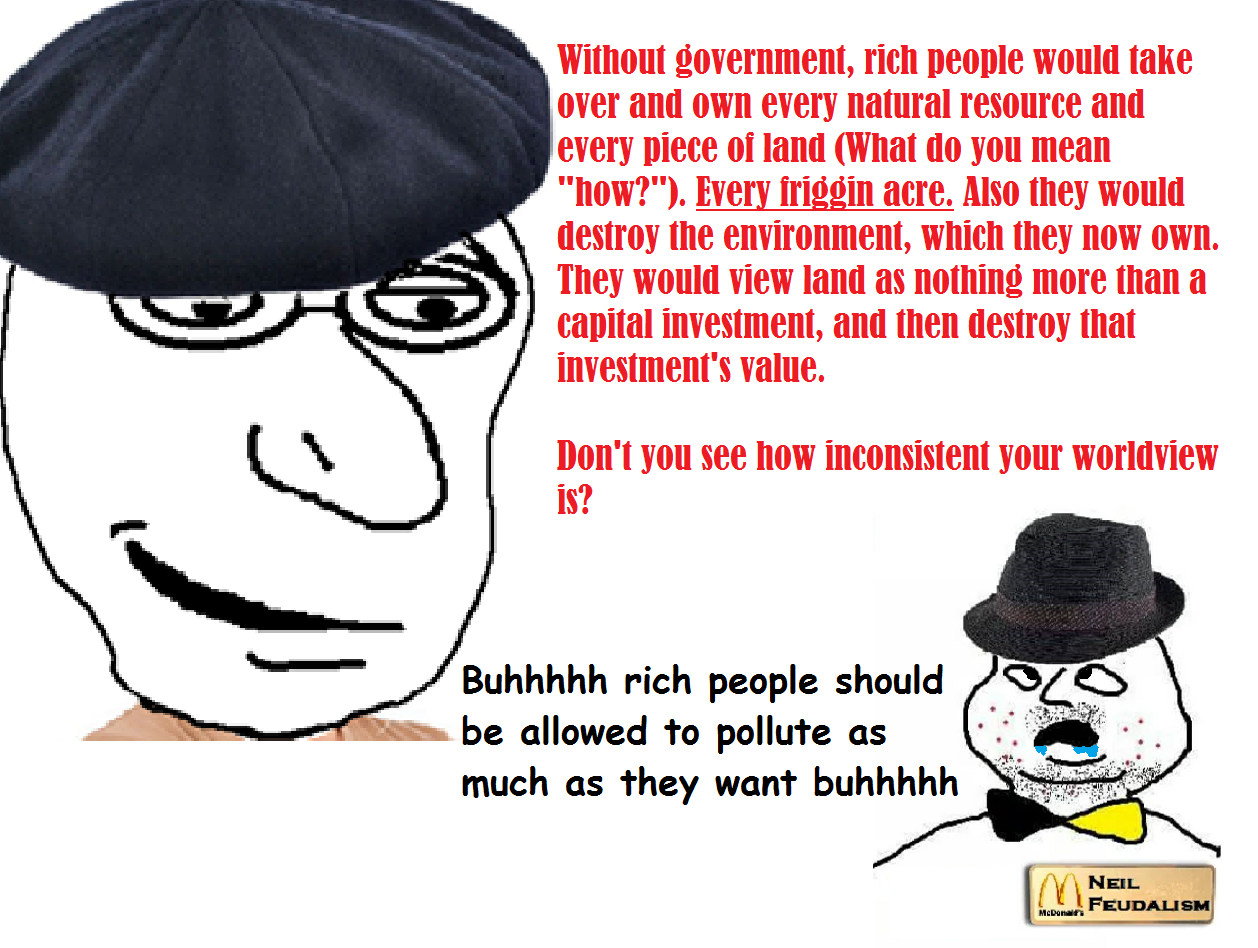 Without government, rich people would take
over and own every natural resource and
every piece of land (What do you mean
"how?"). Every friggin acre. Also they would
destroy the environment, which they now own.
They would view land as nothing more than a
capital investment, and then destroy that
investment's value.
Don't you see how inconsistent your worldview
is?
Buhhhhh rich people should
be allowed to pollute as
much as they want buhhhhh
McDonald's
NEIL
FEUDALISM